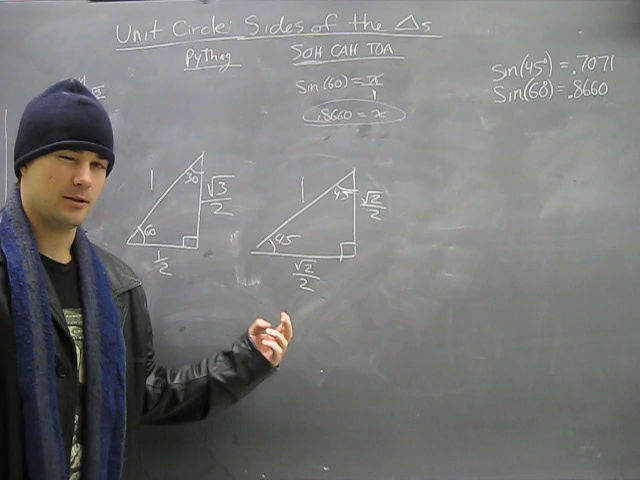 Unit Circle: Sides of the Δs
Pythag
SOH CAH TOA
Sin(60) = x
1
.8660 = x
Sin(45°) = .7071
Sin(60°) = .8660
1
30
√3
2
60
1
2
1
45
√2
2
45
√2
2